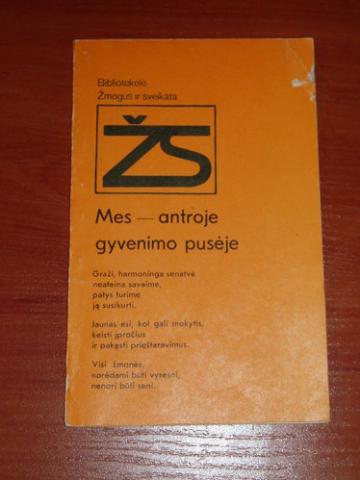 Bibliotekėlė
Žmogus ir sveikata
ŽS
Mes — antroje
gyvenimo pusėje
Graži, harmoninga senatvė
neateina savaime,
patys turime
ją susikurti.
Jaunas esi, kol gali mokytis,
keisti įpročius
ir pakęsti prieštaravimus.
Visi žmonės,
norėdami būti vyresni,
nenori būti seni.